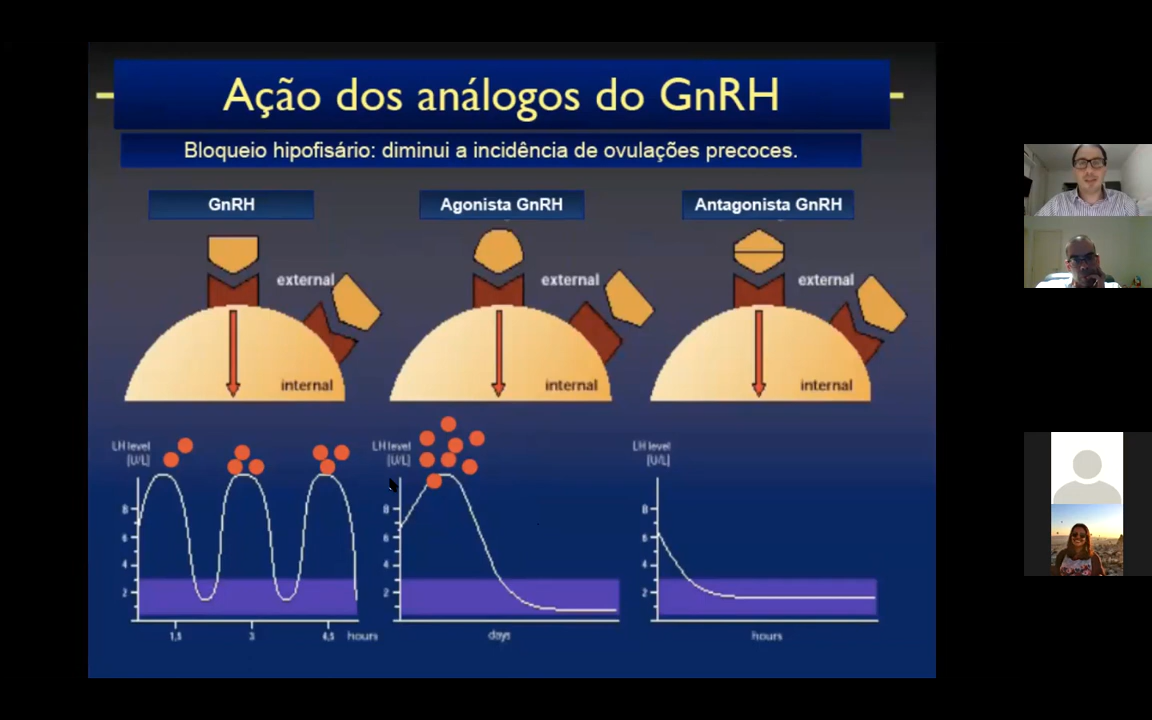 Ação dos análogos do GnRH
Bloqueio hipofisário: diminui a incidência de ovulações precoces.
GnRH
Agonista GnRH
Antagonista GnRH
external
external
external
internal
internal
internal
LH level
[U/L]
8
6
4
2
1,5
3
4,5
hours
LH level
[U/L]
8
6
4
2
days
LH level
[U/L]
8
6
4
2
hours